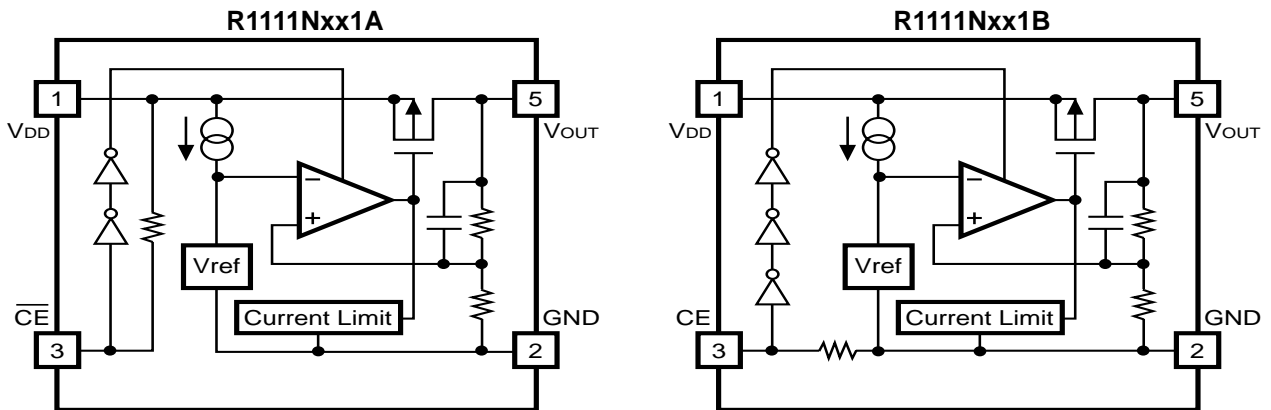 R1111Nxx1A
1
VDD
5
VOUT
−
+
Vref
Current Limit
CE
3
GND
2
R1111Nxx1B
1
VDD
5
VOUT
−
+
Vref
Current Limit
CE
3
GND
2